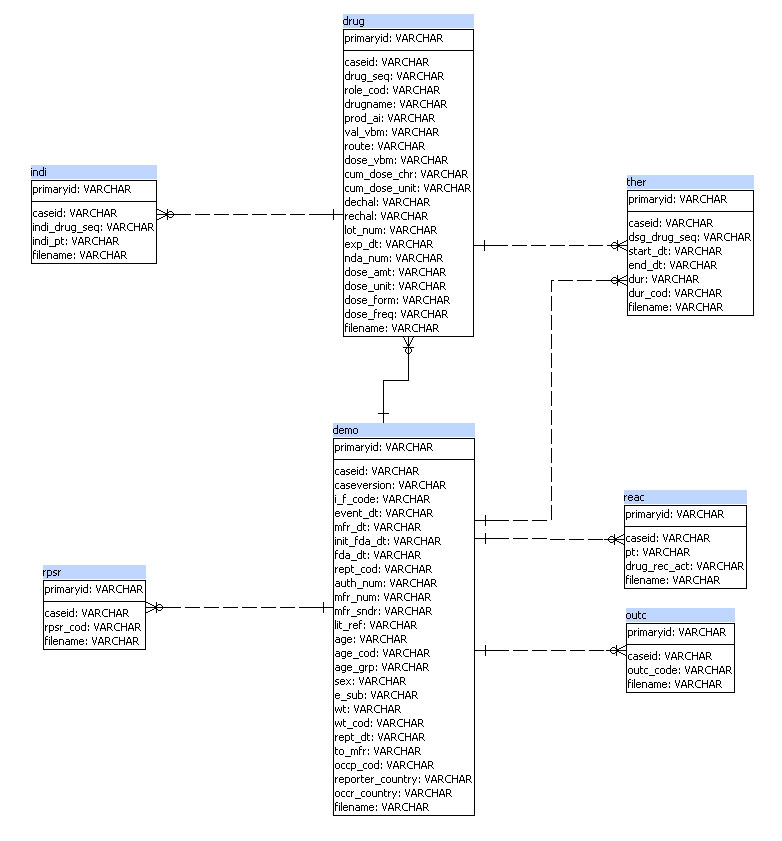 drug
primaryid: VARCHAR
caseid: VARCHAR
drug_seq: VARCHAR
role_cod: VARCHAR
drugname: VARCHAR
prod_ai: VARCHAR
val_vbm: VARCHAR
route: VARCHAR
dose_vbm: VARCHAR
cum_dose_chr: VARCHAR
cum_dose_unit: VARCHAR
dechal: VARCHAR
rechal: VARCHAR
lot_num: VARCHAR
exp_dt: VARCHAR
nda_num: VARCHAR
dose_amt: VARCHAR
dose_unit: VARCHAR
dose_form: VARCHAR
dose_freq: VARCHAR
filename: VARCHAR
indi
primaryid: VARCHAR
caseid: VARCHAR
indi_drug_seq: VARCHAR
indi_pt: VARCHAR
filename: VARCHAR
ther
primaryid: VARCHAR
caseid: VARCHAR
dsg_drug_seq: VARCHAR
start_dt: VARCHAR
end_dt: VARCHAR
dur: VARCHAR
dur_cod: VARCHAR
filename: VARCHAR
demo
primaryid: VARCHAR
caseid: VARCHAR
caseversion: VARCHAR
i_f_code: VARCHAR
event_dt: VARCHAR
mfr_dt: VARCHAR
init_fda_dt: VARCHAR
fda_dt: VARCHAR
rept_cod: VARCHAR
auth_num: VARCHAR
mfr_num: VARCHAR
mfr_sndr: VARCHAR
lit_ref: VARCHAR
age: VARCHAR
age_cod: VARCHAR
age_grp: VARCHAR
sex: VARCHAR
e_sub: VARCHAR
wt: VARCHAR
wt_cod: VARCHAR
rept_dt: VARCHAR
to_mfr: VARCHAR
occp_cod: VARCHAR
reporter_country: VARCHAR
occr_country: VARCHAR
filename: VARCHAR
reac
primaryid: VARCHAR
caseid: VARCHAR
pt: VARCHAR
drug_rec_act: VARCHAR
filename: VARCHAR
rpsr
primaryid: VARCHAR
caseid: VARCHAR
rpsr_cod: VARCHAR
filename: VARCHAR
outc
primaryid: VARCHAR
caseid: VARCHAR
outc_code: VARCHAR
filename: VARCHAR